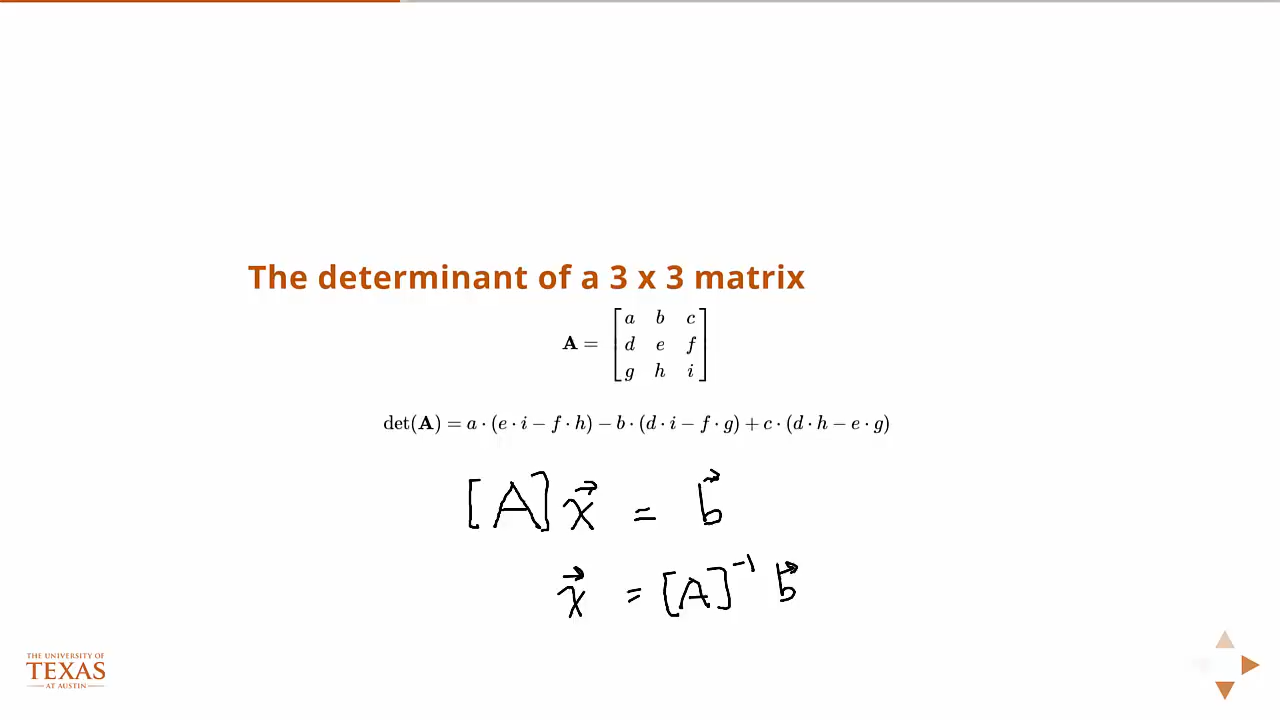 The determinant of a 3 x 3 matrix
A = [ a b c
d e f
g h i ]
det(A) = a · (e · i − f · h) − b · (d · i − f · g) + c · (d · h − e · g)
[A]x⃗ = b⃗
x⃗ = [A]⁻¹ b⃗
THE UNIVERSITY OF
TEXAS
AT AUSTIN